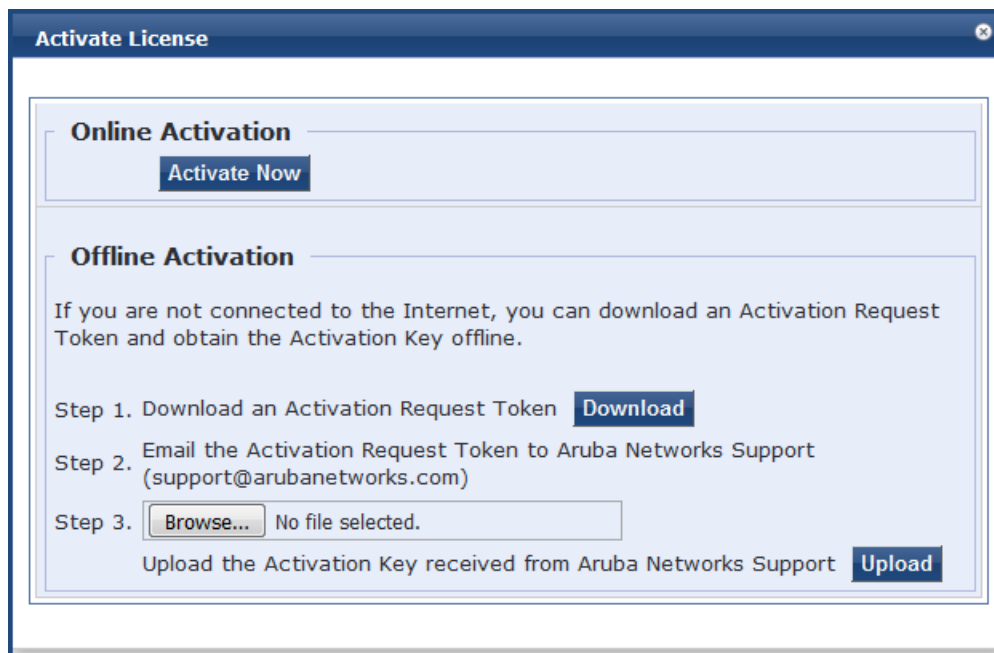 Activate License
Online Activation
Activate Now
Offline Activation
If you are not connected to the Internet, you can download an Activation Request
Token and obtain the Activation Key offline.
Step 1. Download an Activation Request Token Download
Step 2. Email the Activation Request Token to Aruba Networks Support
(support@arubanetworks.com)
Step 3. Browse... No file selected.
Upload the Activation Key received from Aruba Networks Support Upload